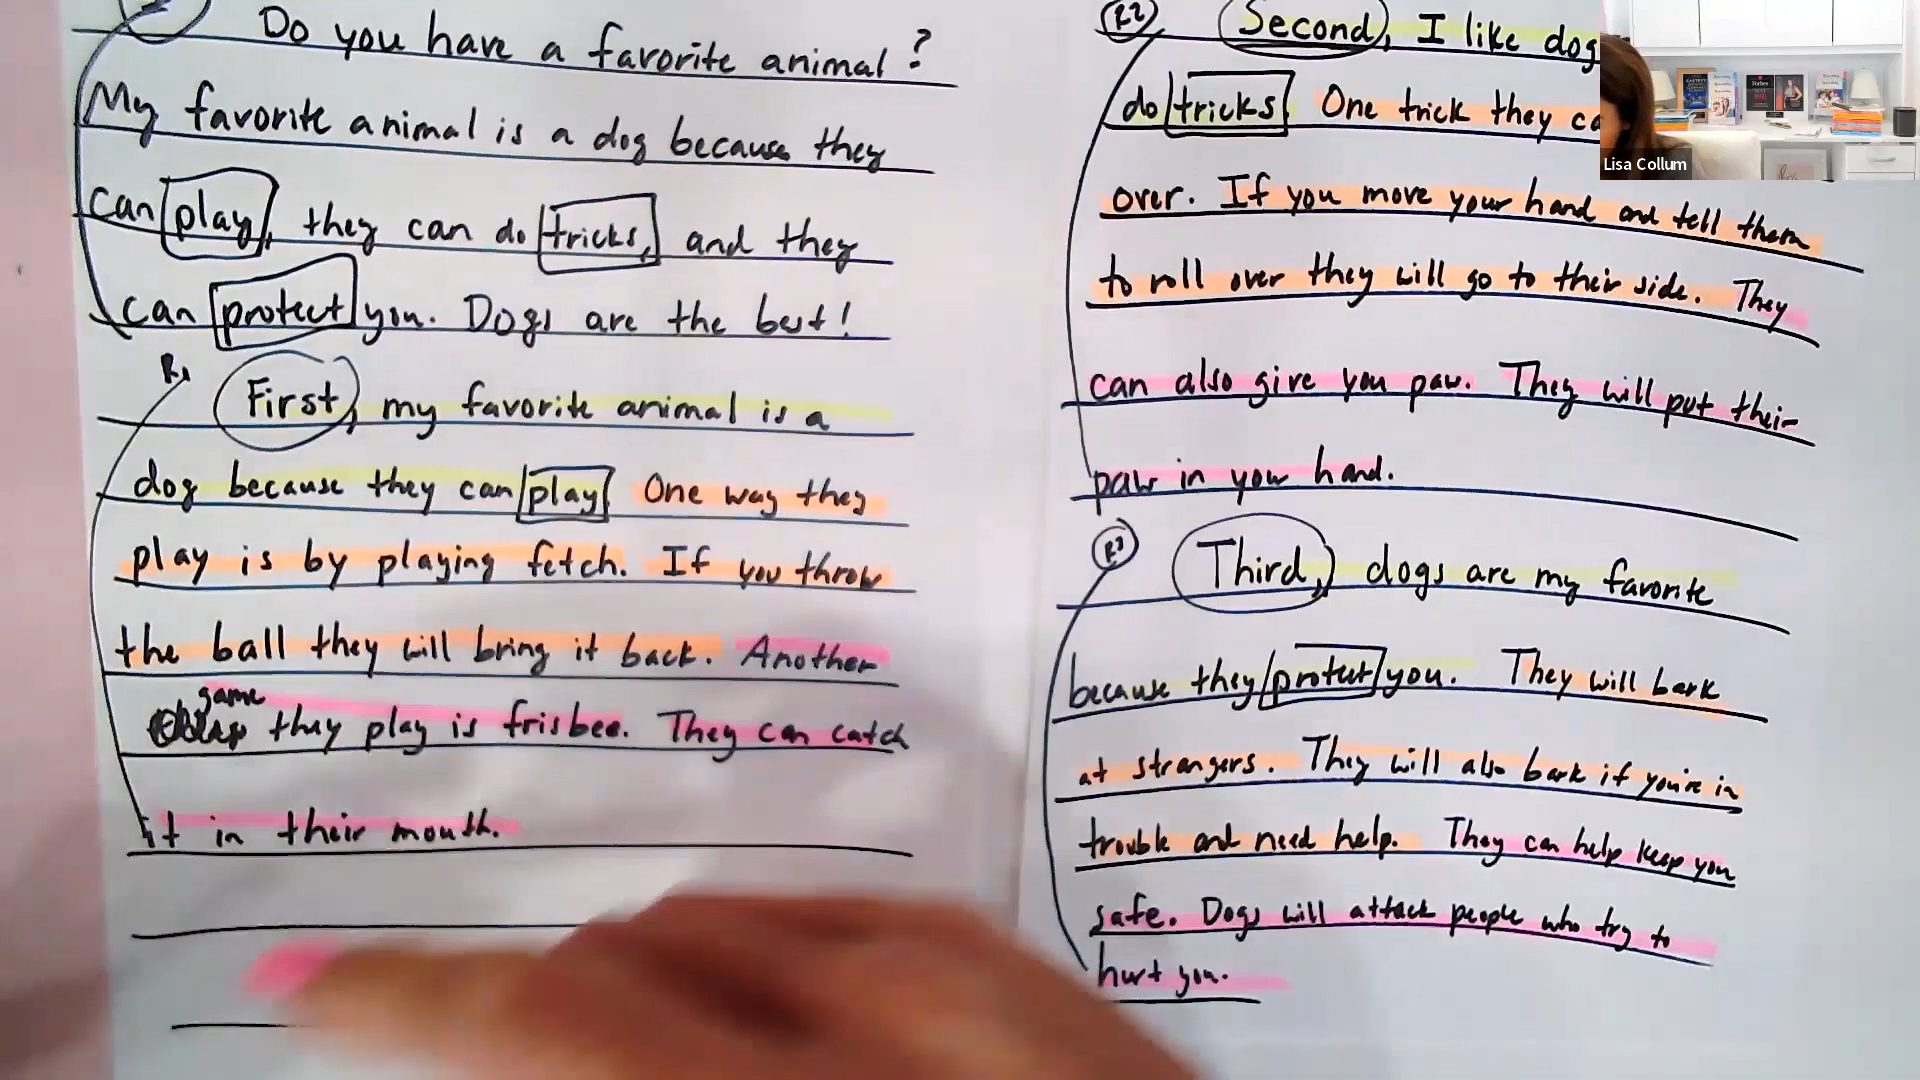 Do you have a favorite animal?
My favorite animal is a dog because they
can play, they can do tricks, and they
can protect you. Dogs are the best!
R1
First, my favorite animal is a
dog because they can play One way they
play is by playing fetch. If you throw
the ball they will bring it back. Another
game
they play is frisbee. They can catch
it in their mouth.
R2
Second, I like dog
do tricks One trick they ca
over. If you move your hand and tell them
to roll over they will go to their side. They
can also give you paw. They will put their
paw in your hand.
R3
Third, dogs are my favorite
because they protect you. They will bark
at strangers. They will also bark if you're in
trouble and need help. They can help keep you
safe. Dogs will attack people who try to
hurt you.
Forbes
Lisa Collum